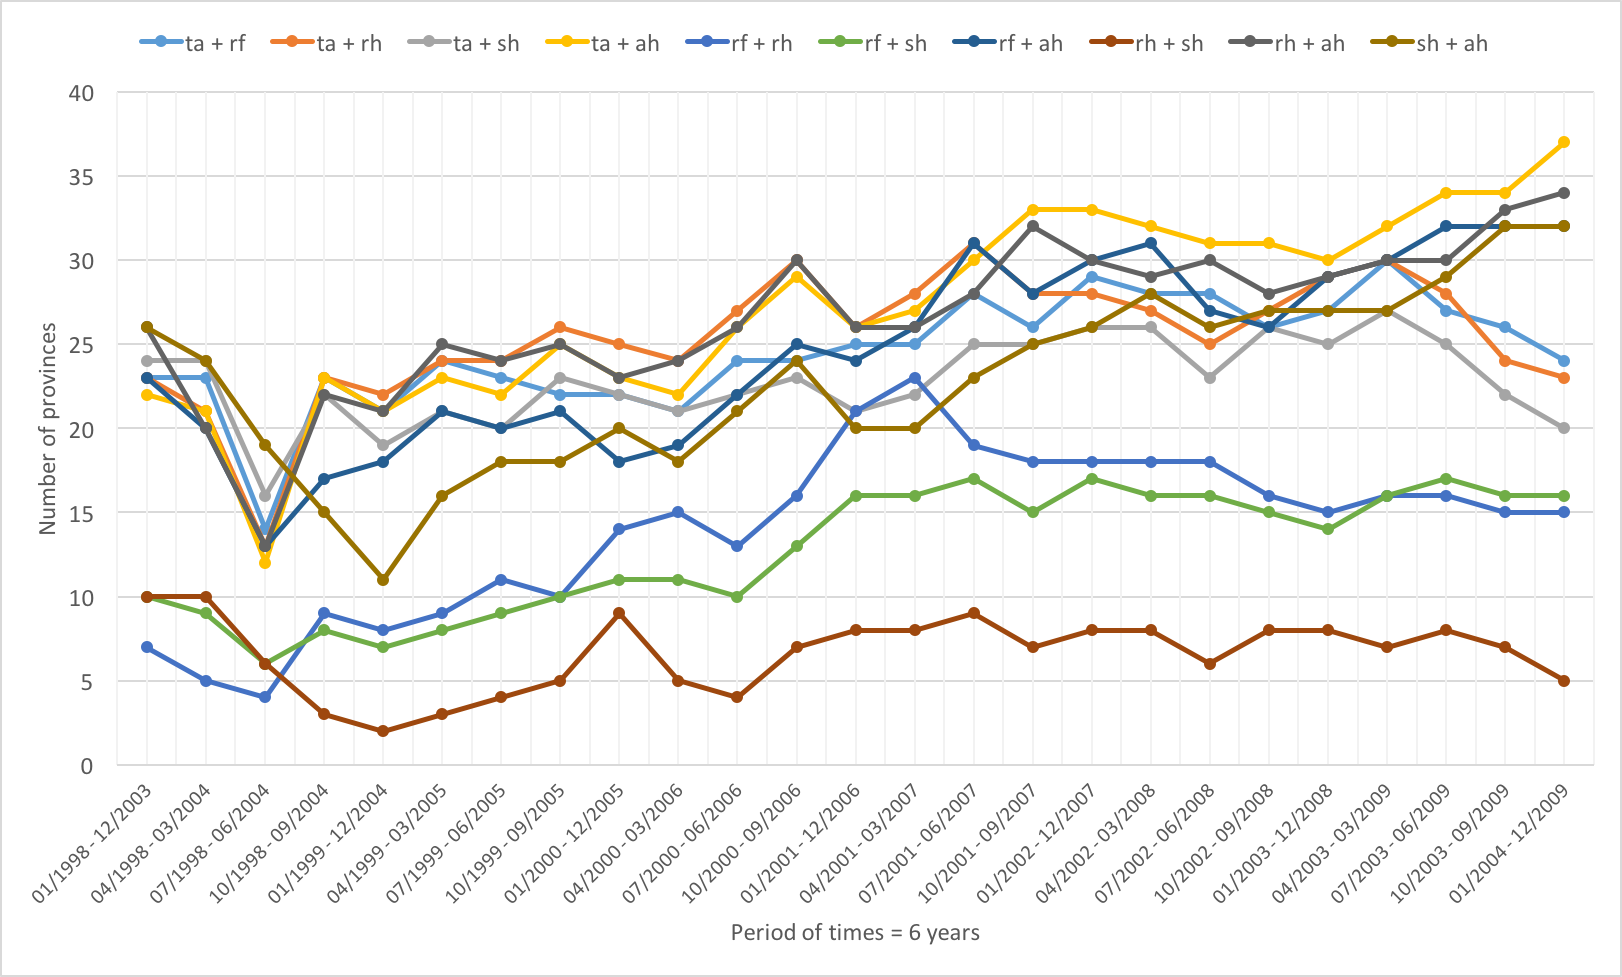 ta + rf ta + rh ta + sh ta + ah rf + rh rf + sh rf + ah rh + sh rh + ah sh + ah
40
35
30
25
20
15
10
5
0
Number of provinces
01/1998 - 12/2003
04/1998 - 03/2004
07/1998 - 06/2004
10/1998 - 09/2004
01/1999 - 12/2004
04/1999 - 03/2005
07/1999 - 06/2005
10/1999 - 09/2005
01/2000 - 12/2005
04/2000 - 03/2006
07/2000 - 06/2006
10/2000 - 09/2006
01/2001 - 12/2006
04/2001 - 03/2007
07/2001 - 06/2007
10/2001 - 09/2007
01/2002 - 12/2007
04/2002 - 03/2008
07/2002 - 06/2008
10/2002 - 09/2008
01/2003 - 12/2008
04/2003 - 03/2009
07/2003 - 06/2009
10/2003 - 09/2009
01/2004 - 12/2009
Period of times = 6 years